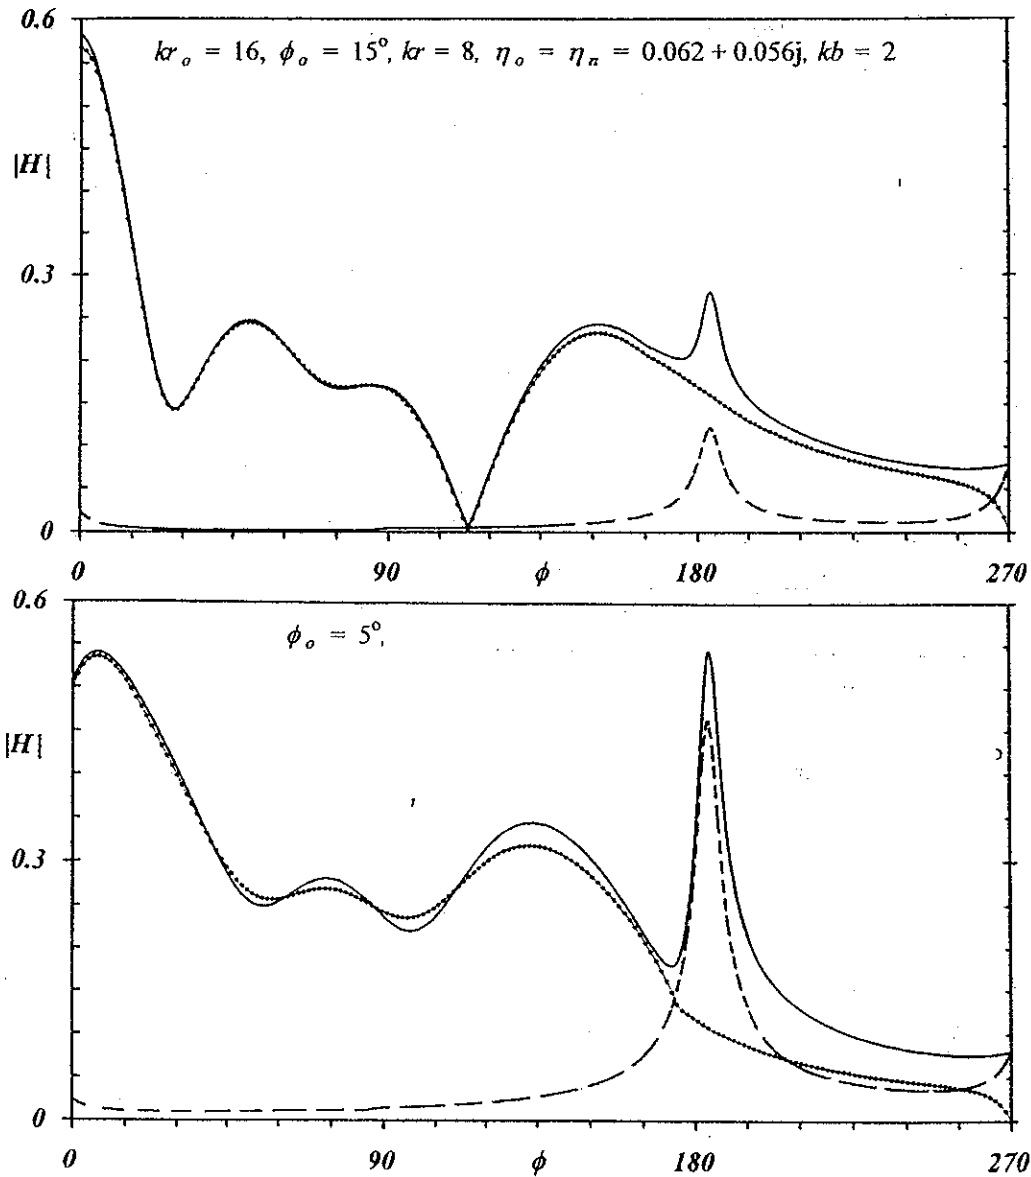 0.6
kr_o = 16, ϕ_o = 15°, kr = 8, η_o = η_n = 0.062 + 0.056j, kb = 2
|H|
0.3
0
0 90 ϕ 180 270
0.6
ϕ_o = 5°,
|H|
0.3
0
0 90 ϕ 180 270